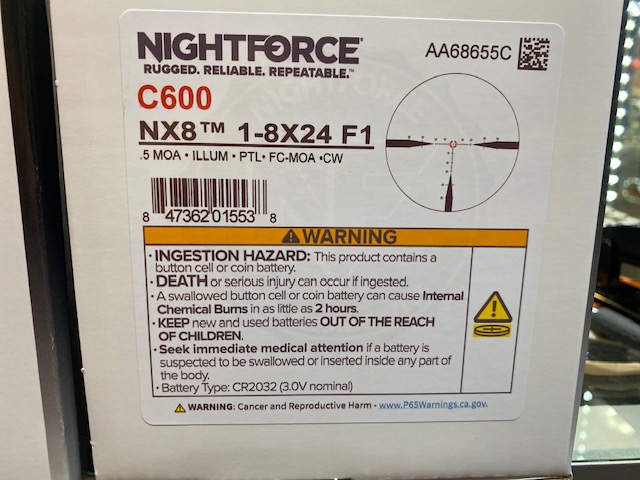 NIGHTFORCE®
RUGGED. RELIABLE. REPEATABLE.™
AA68655C
C600
NX8™ 1-8X24 F1
.5 MOA • ILLUM • PTL • FC-MOA • CW
8 47362 01553 8
WARNING
• INGESTION HAZARD: This product contains a
button cell or coin battery.
• DEATH or serious injury can occur if ingested.
• A swallowed button cell or coin battery can cause Internal
Chemical Burns in as little as 2 hours.
• KEEP new and used batteries OUT OF THE REACH
OF CHILDREN.
• Seek immediate medical attention if a battery is
suspected to be swallowed or inserted inside any part of
the body.
• Battery Type: CR2032 (3.0V nominal)
WARNING: Cancer and Reproductive Harm - www.P65Warnings.ca.gov.